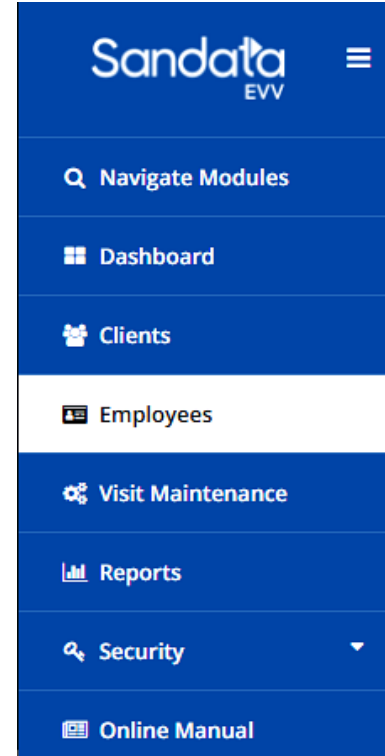 Sandata
EVV
Navigate Modules
Dashboard
Clients
Employees
Visit Maintenance
Reports
Security
Online Manual